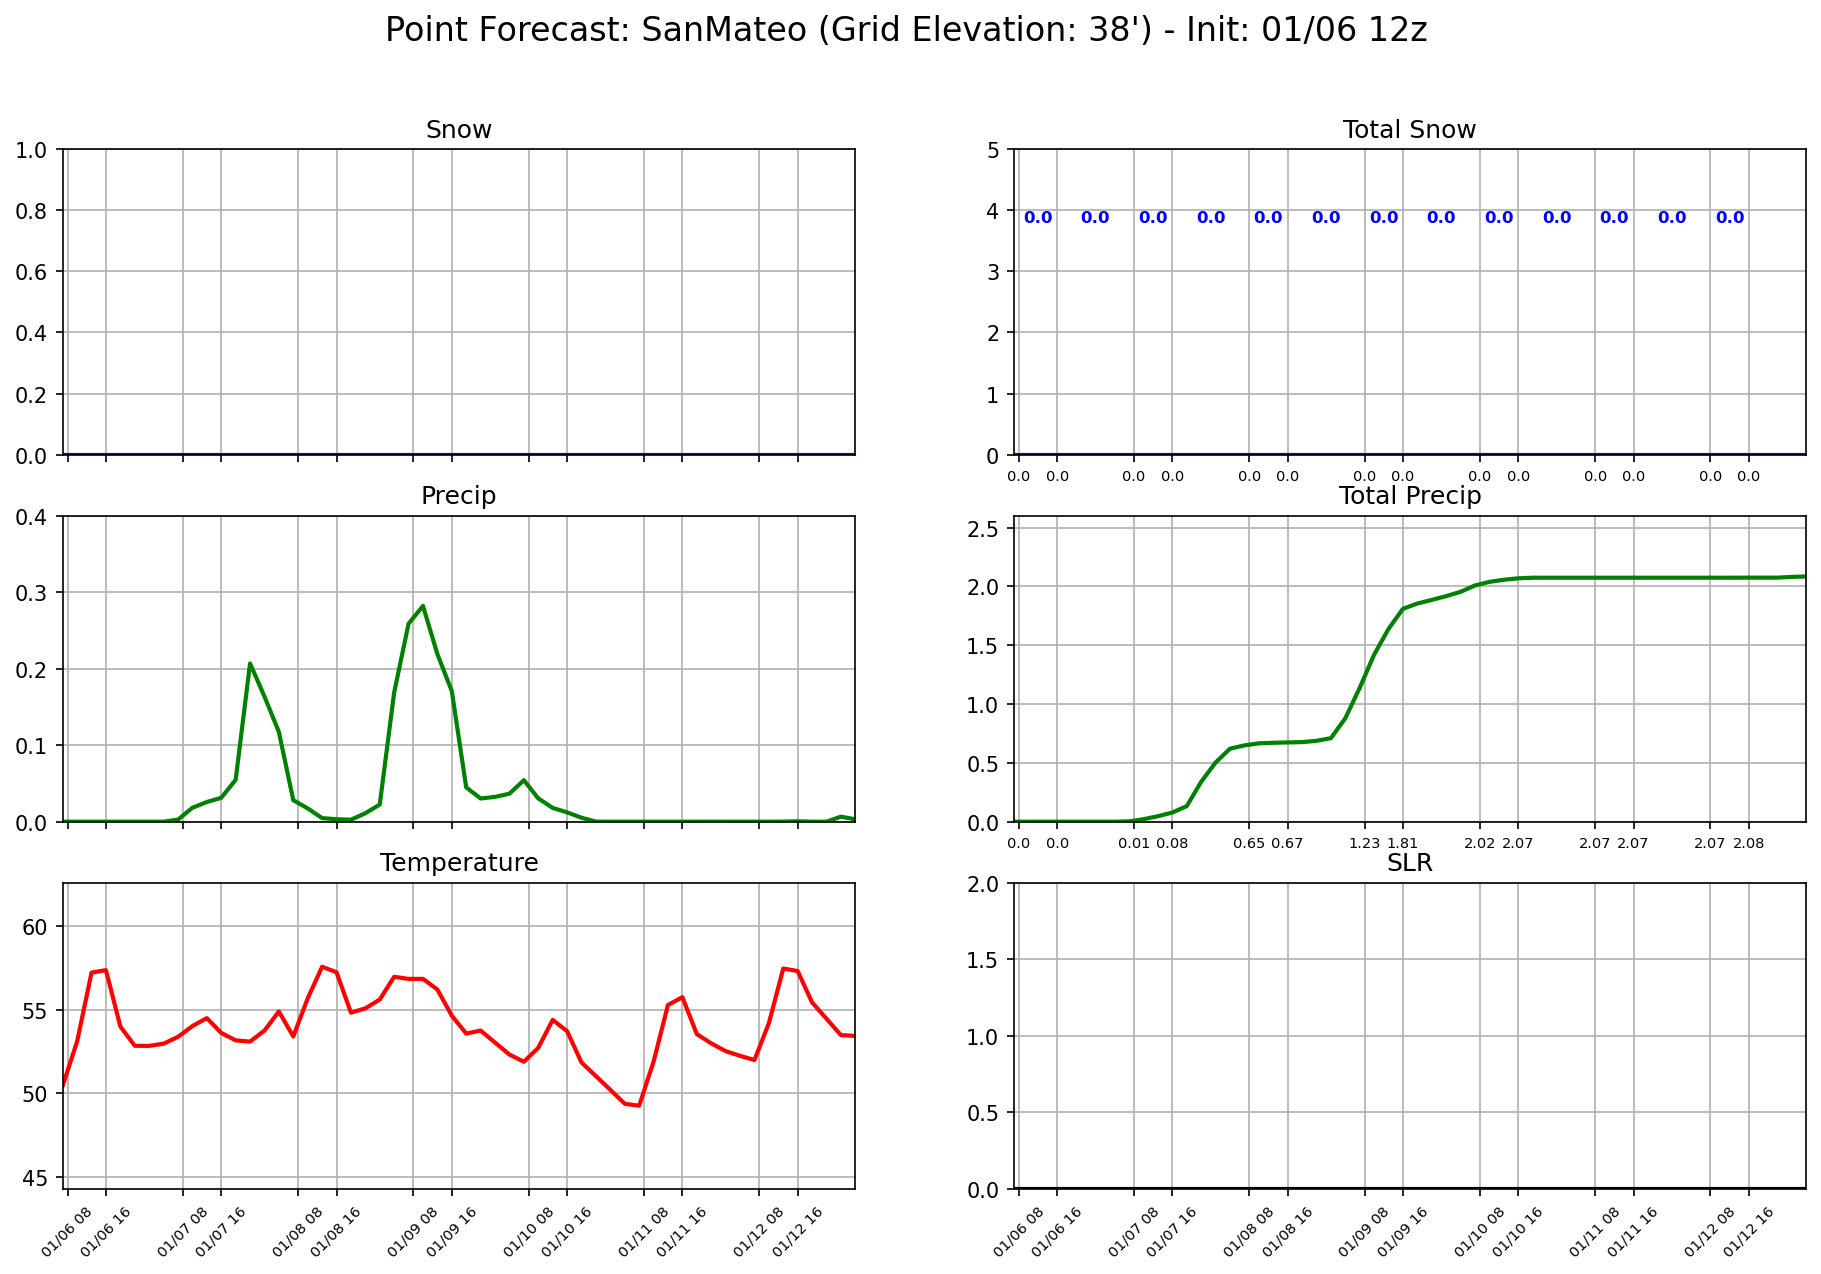 Point Forecast: SanMateo (Grid Elevation: 38') - Init: 01/06 12z
Snow
1.0
0.8
0.6
0.4
0.2
0.0
Total Snow
5
4
3
2
1
0
0.0 0.0 0.0 0.0 0.0 0.0 0.0 0.0 0.0 0.0 0.0 0.0 0.0
0.0 0.0 0.0 0.0 0.0 0.0 0.0 0.0 0.0 0.0 0.0 0.0 0.0 0.0
Precip
0.4
0.3
0.2
0.1
0.0
Total Precip
2.5
2.0
1.5
1.0
0.5
0.0
0.0 0.0 0.01 0.08 0.65 0.67 1.23 1.81 2.02 2.07 2.07 2.07 2.07 2.08
Temperature
60
55
50
45
01/06 08 01/06 16 01/07 08 01/07 16 01/08 08 01/08 16 01/09 08 01/09 16 01/10 08 01/10 16 01/11 08 01/11 16 01/12 08 01/12 16
SLR
2.0
1.5
1.0
0.5
0.0
01/06 08 01/06 16 01/07 08 01/07 16 01/08 08 01/08 16 01/09 08 01/09 16 01/10 08 01/10 16 01/11 08 01/11 16 01/12 08 01/12 16